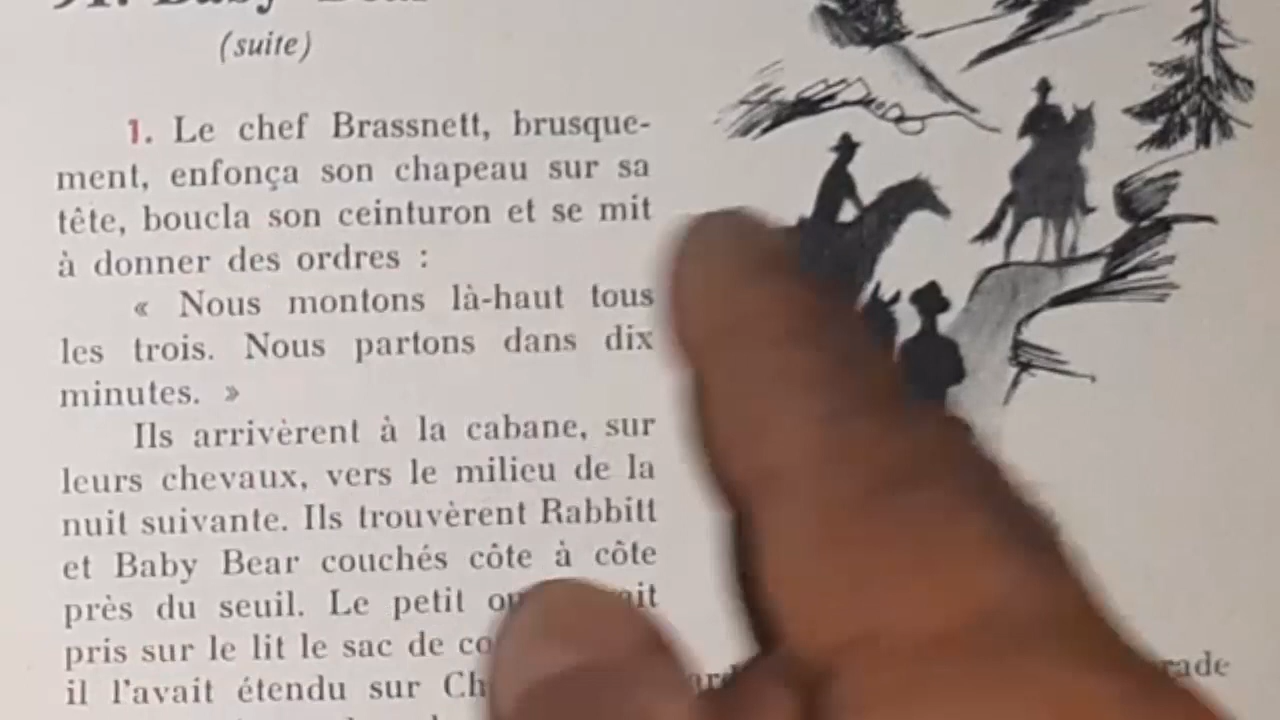 91. Baby Bear
(suite)
1. Le chef Brassnett, brusque-
ment, enfonça son chapeau sur sa
tête, boucla son ceinturon et se mit
à donner des ordres :
« Nous montons là-haut tous
les trois. Nous partons dans dix
minutes. »
Ils arrivèrent à la cabane, sur
leurs chevaux, vers le milieu de la
nuit suivante. Ils trouvèrent Rabbitt
et Baby Bear couchés côte à côte
près du seuil. Le petit
pris sur le lit le sac de
il l'avait étendu sur